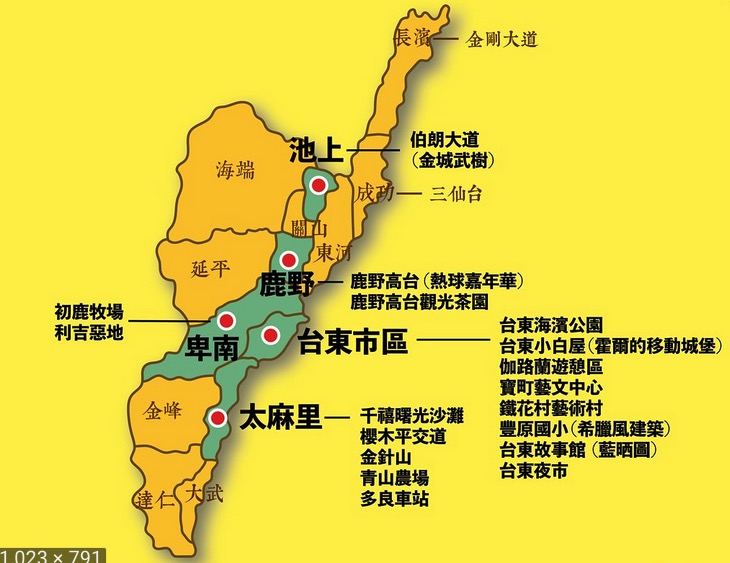 長濱
金剛大道
池上
伯朗大道
（金城武樹）
海端
成功
三仙台
關山
東河
延平
鹿野
鹿野高台（熱球嘉年華）
鹿野高台觀光茶園
初鹿牧場
利吉惡地
卑南
台東市區
台東海濱公園
台東小白屋（霍爾的移動城堡）
伽路蘭遊憩區
寶町藝文中心
鐵花村藝術村
豐原國小（希臘風建築）
台東故事館（藍晒圖）
台東夜市
金峰
太麻里
千禧曙光沙灘
櫻木平交道
金針山
青山農場
多良車站
達仁
大武
1,023 × 791